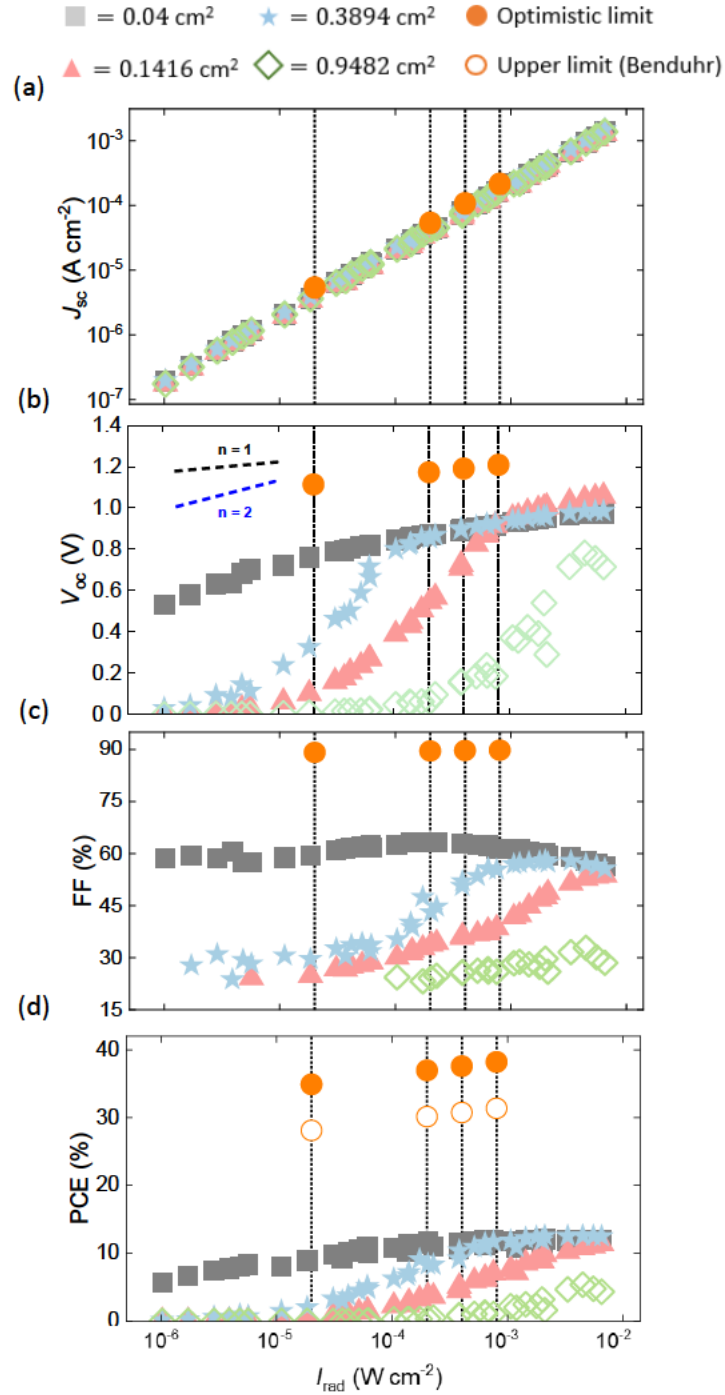 = 0.04 cm² = 0.3894 cm² Optimistic limit
= 0.1416 cm² = 0.9482 cm² Upper limit (Benduhr)
(a)
10⁻³
10⁻⁴
10⁻⁵
10⁻⁶
10⁻⁷
J_sc (A cm⁻²)
(b)
1.4
1.2
1.0
0.8
0.6
0.4
0.2
0.0
V_oc (V)
n = 1
n = 2
(c)
90
75
60
45
30
15
FF (%)
(d)
40
30
20
10
0
PCE (%)
10⁻⁶ 10⁻⁵ 10⁻⁴ 10⁻³ 10⁻²
I_rad (W cm⁻²)